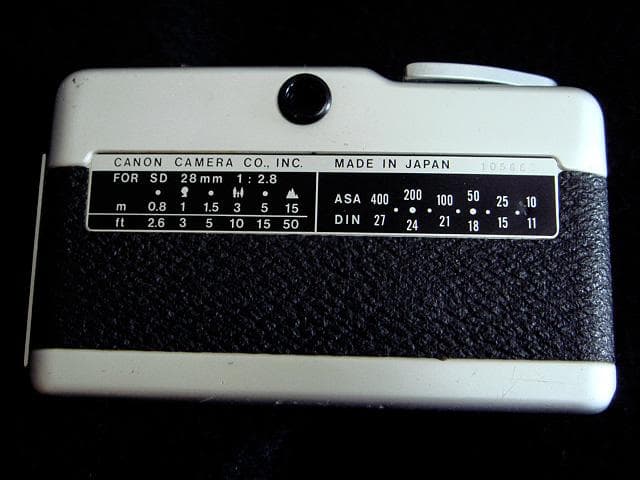 CANON CAMERA CO., INC. MADE IN JAPAN
FOR SD 28mm 1 : 2.8
m 0.8 1 1.5 3 5 15
ft 2.6 3 5 10 15 50
ASA 400 200 100 50 25 10
DIN 27 24 21 18 15 11